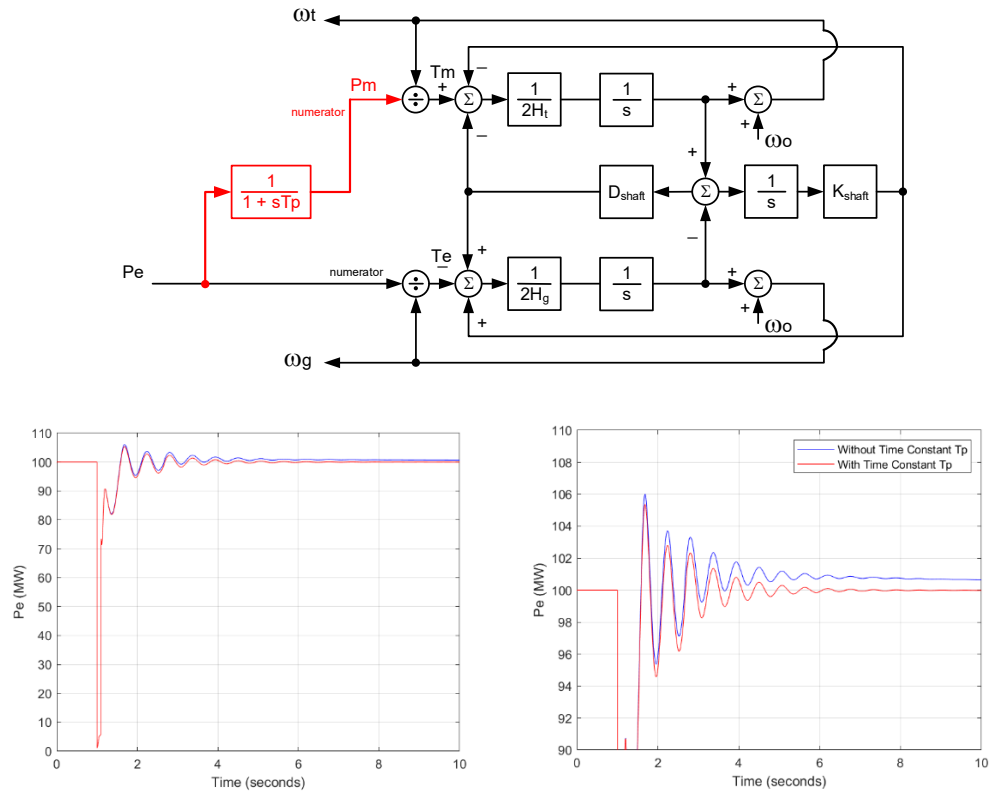 ωt
Tm
Pm
numerator
÷
+
Σ
–
–
1
2Ht
1
s
+
Σ
+
ωo
1
1 + sTp
+
Dshaft
Σ
1
s
Kshaft
–
Pe
numerator
÷
Te
–
+
Σ
+
1
2Hg
1
s
+
Σ
+
ωo
ωg
110
100
90
80
70
60
50
40
30
20
10
0
Pe (MW)
0 2 4 6 8 10
Time (seconds)
110
108
106
104
102
100
98
96
94
92
90
Pe (MW)
Without Time Constant Tp
With Time Constant Tp
0 2 4 6 8 10
Time (seconds)